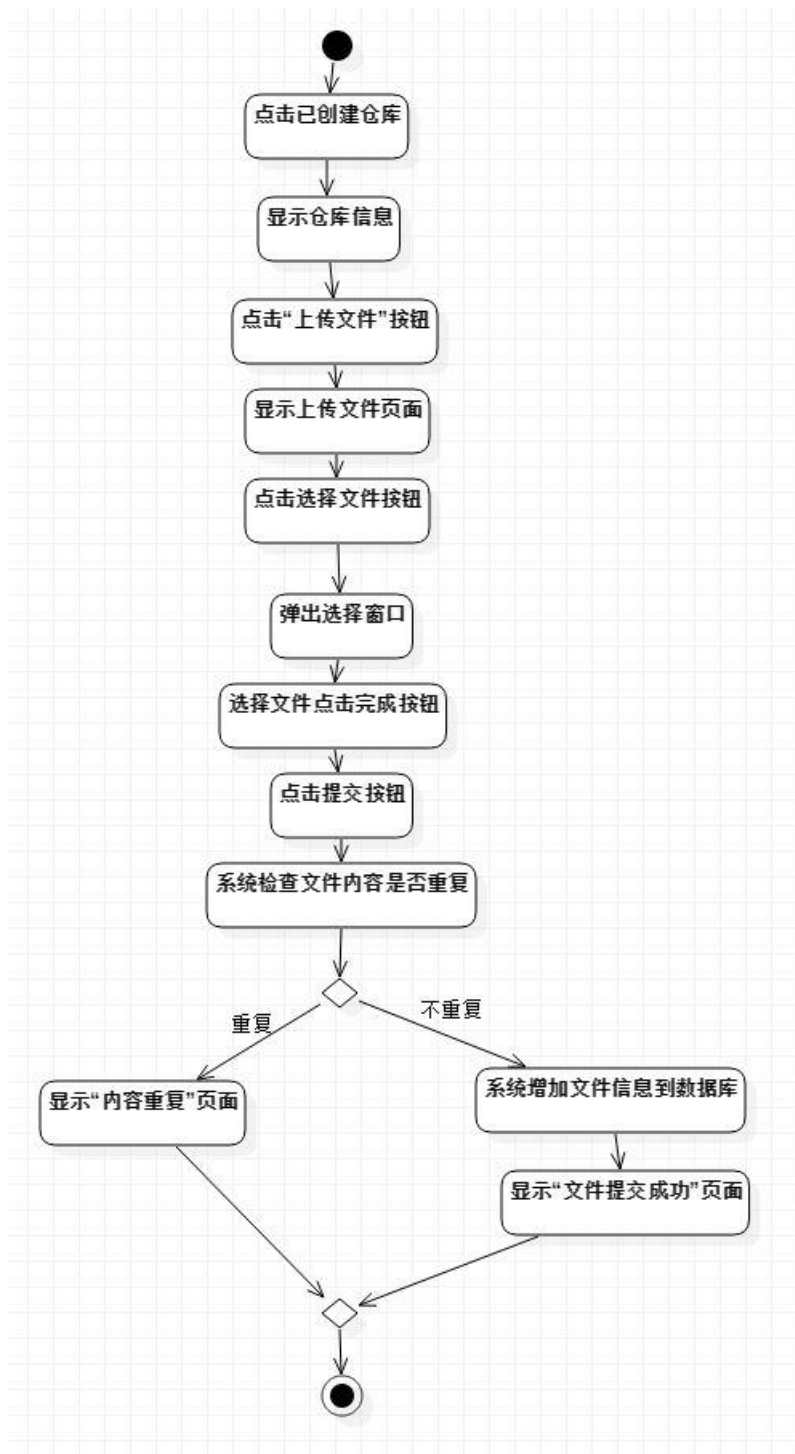 点击已创建仓库
显示仓库信息
点击“上传文件”按钮
显示上传文件页面
点击选择文件按钮
弹出选择窗口
选择文件点击完成按钮
点击提交按钮
系统检查文件内容是否重复
重复
不重复
显示“内容重复”页面
系统增加文件信息到数据库
显示“文件提交成功”页面